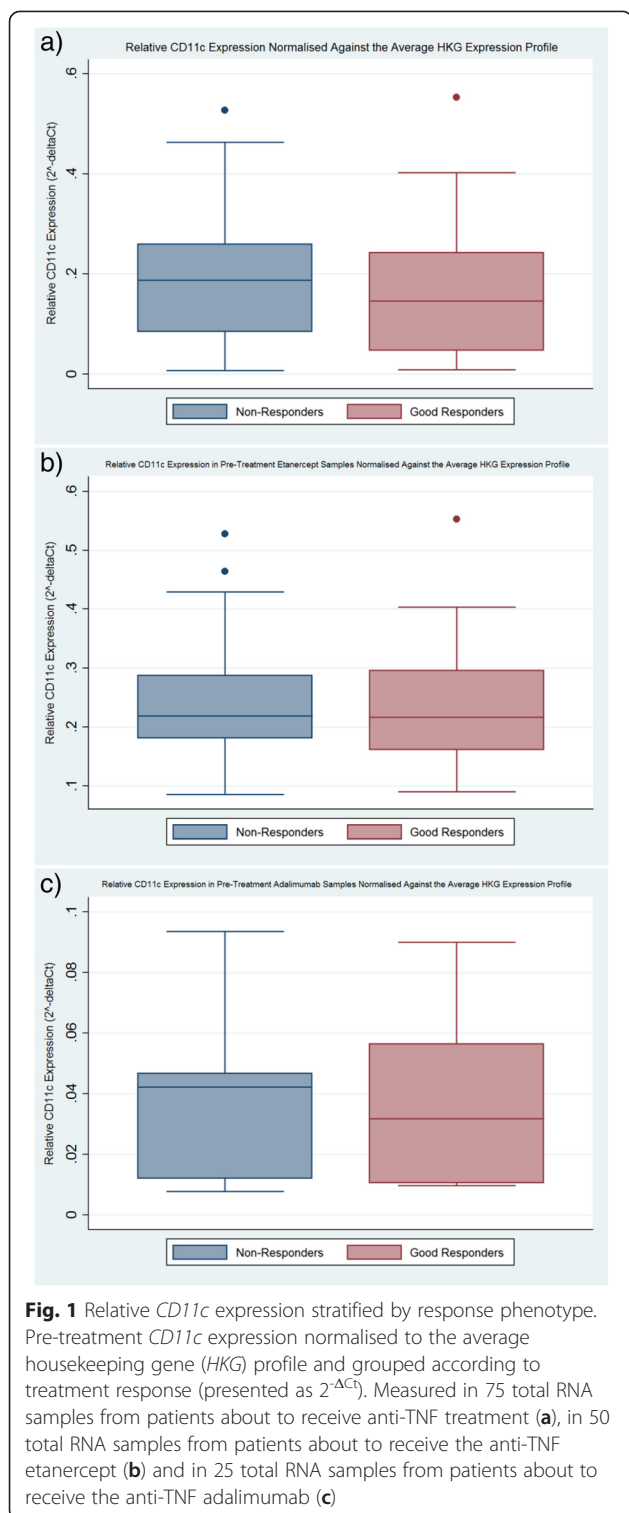 a)
Relative CD11c Expression Normalised Against the Average HKG Expression Profile
Relative CD11c Expression (2^-deltaCt)
.6
.4
.2
0
Non-Responders
Good Responders
b)
Relative CD11c Expression in Pre-Treatment Etanercept Samples Normalised Against the Average HKG Expression Profile
Relative CD11c Expression (2^-deltaCt)
.6
.5
.4
.3
.2
.1
Non-Responders
Good Responders
c)
Relative CD11c Expression in Pre-Treatment Adalimumab Samples Normalised Against the Average HKG Expression Profile
Relative CD11c Expression (2^-deltaCt)
.1
.08
.06
.04
.02
0
Non-Responders
Good Responders
Fig. 1 Relative CD11c expression stratified by response phenotype.
Pre-treatment CD11c expression normalised to the average
housekeeping gene (HKG) profile and grouped according to
treatment response (presented as 2^-ΔCt). Measured in 75 total RNA
samples from patients about to receive anti-TNF treatment (a), in 50
total RNA samples from patients about to receive the anti-TNF
etanercept (b) and in 25 total RNA samples from patients about to
receive the anti-TNF adalimumab (c)